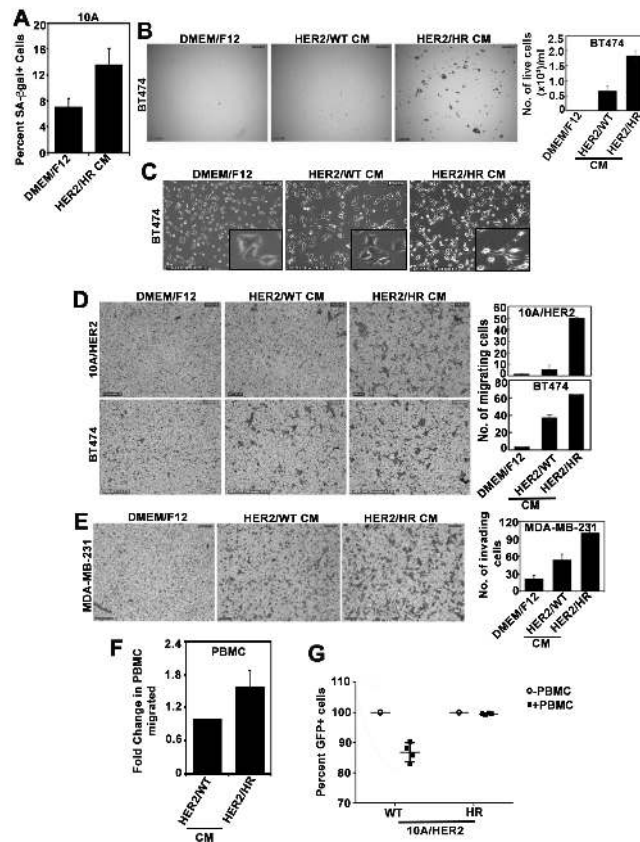 A
10A
Percent SA-βgal+ Cells
20
16
12
8
4
0
DMEM/F12
HER2/HR CM
B
DMEM/F12
HER2/WT CM
HER2/HR CM
BT474
No. of live cells
(x10⁴)/ml
BT474
2.5
2.0
1.5
1.0
0.5
0
DMEM/F12
HER2/WT
HER2/HR
CM
C
DMEM/F12
HER2/WT CM
HER2/HR CM
BT474
D
DMEM/F12
HER2/WT CM
HER2/HR CM
10A/HER2
BT474
No. of migrating cells
10A/HER2
50
40
30
20
10
0
BT474
80
60
40
20
0
DMEM/F12
HER2/WT
HER2/HR
CM
E
DMEM/F12
HER2/WT CM
HER2/HR CM
MDA-MB-231
No. of invading
cells
MDA-MB-231
120
90
60
30
0
DMEM/F12
HER2/WT
HER2/HR
CM
F
PBMC
Fold Change in PBMC
migrated
2.4
2
1.6
1.2
0
HER2/WT
HER2/HR
CM
G
-PBMC
+PBMC
Percent GFP+ cells
100
90
80
70
WT
HR
10A/HER2